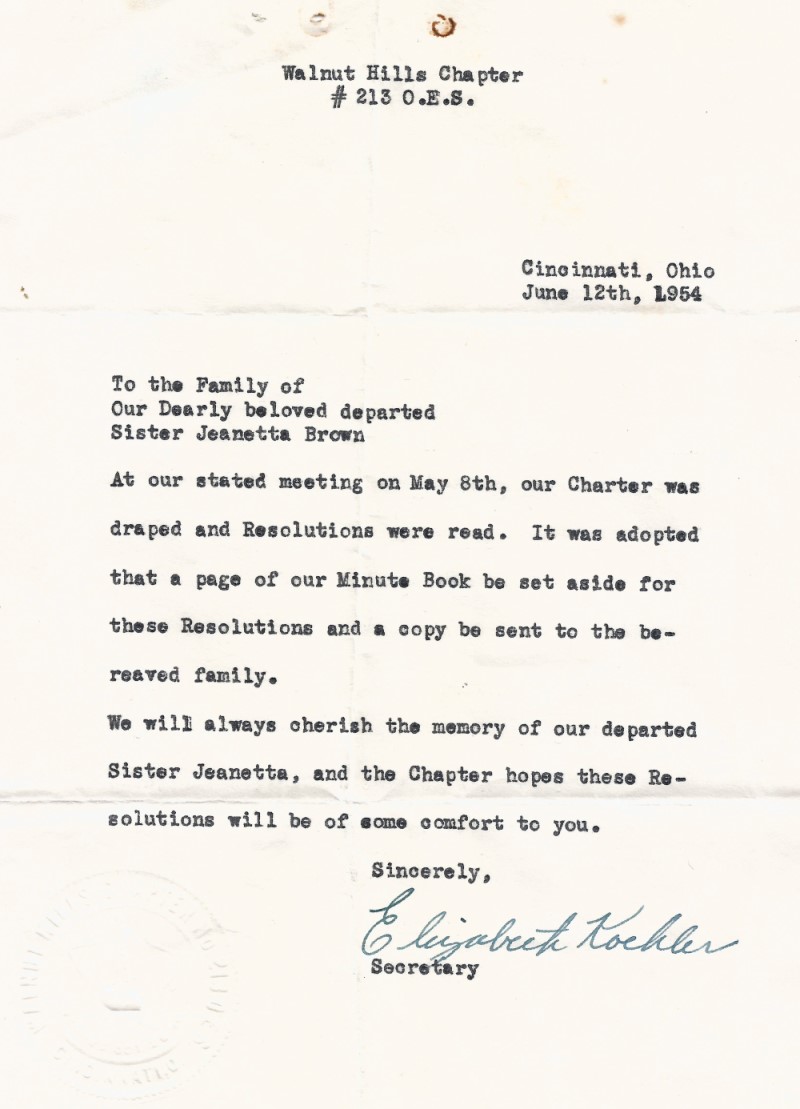 Walnut Hills Chapter
# 213 O.E.S.
Cincinnati, Ohio
June 12th, 1954
To the Family of
Our Dearly beloved departed
Sister Jeanetta Brown
At our stated meeting on May 8th, our Charter was
draped and Resolutions were read. It was adopted
that a page of our Minute Book be set aside for
these Resolutions and a copy be sent to the be-
reaved family.
We will always cherish the memory of our departed
Sister Jeanetta, and the Chapter hopes these Re-
solutions will be of some comfort to you.
Sincerely,
Elizabeth Koehler
Secretary